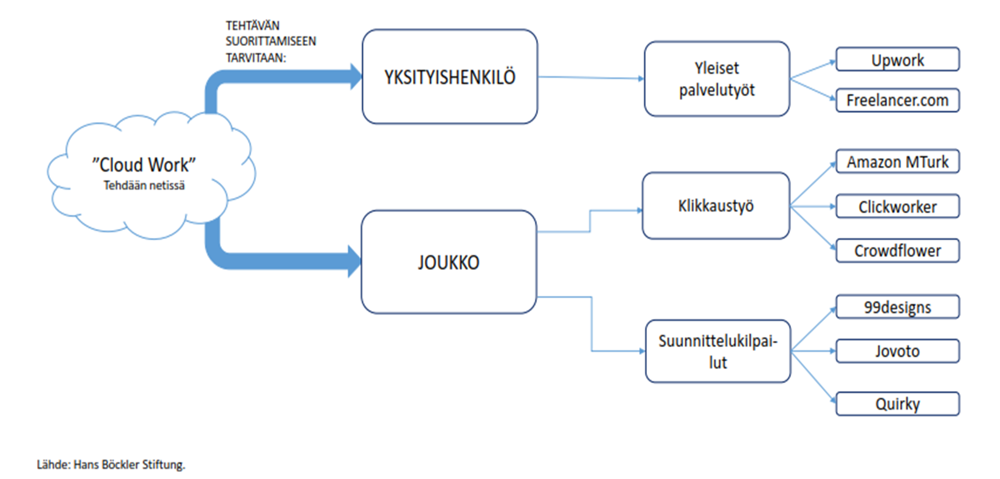 TEHTÄVÄN
SUORITTAMISEEN
TARVITAAN:
YKSITYISHENKILÖ
Yleiset
palvelutyöt
Upwork
Freelancer.com
”Cloud Work”
Tehdään netissä
JOUKKO
Klikkaustyö
Amazon MTurk
Clickworker
Crowdflower
Suunnittelukilpai-
lut
99designs
Jovoto
Quirky
Lähde: Hans Böckler Stiftung.